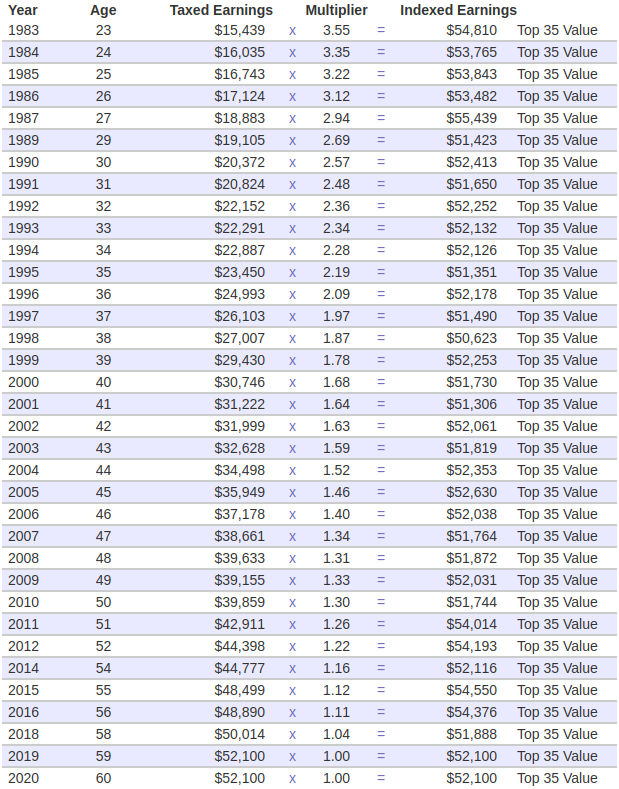 Year Age Taxed Earnings Multiplier Indexed Earnings
1983 23 $15,439 x 3.55 = $54,810 Top 35 Value
1984 24 $16,035 x 3.35 = $53,765 Top 35 Value
1985 25 $16,743 x 3.22 = $53,843 Top 35 Value
1986 26 $17,124 x 3.12 = $53,482 Top 35 Value
1987 27 $18,883 x 2.94 = $55,439 Top 35 Value
1989 29 $19,105 x 2.69 = $51,423 Top 35 Value
1990 30 $20,372 x 2.57 = $52,413 Top 35 Value
1991 31 $20,824 x 2.48 = $51,650 Top 35 Value
1992 32 $22,152 x 2.36 = $52,252 Top 35 Value
1993 33 $22,291 x 2.34 = $52,132 Top 35 Value
1994 34 $22,887 x 2.28 = $52,126 Top 35 Value
1995 35 $23,450 x 2.19 = $51,351 Top 35 Value
1996 36 $24,993 x 2.09 = $52,178 Top 35 Value
1997 37 $26,103 x 1.97 = $51,490 Top 35 Value
1998 38 $27,007 x 1.87 = $50,623 Top 35 Value
1999 39 $29,430 x 1.78 = $52,253 Top 35 Value
2000 40 $30,746 x 1.68 = $51,730 Top 35 Value
2001 41 $31,222 x 1.64 = $51,306 Top 35 Value
2002 42 $31,999 x 1.63 = $52,061 Top 35 Value
2003 43 $32,628 x 1.59 = $51,819 Top 35 Value
2004 44 $34,498 x 1.52 = $52,353 Top 35 Value
2005 45 $35,949 x 1.46 = $52,630 Top 35 Value
2006 46 $37,178 x 1.40 = $52,038 Top 35 Value
2007 47 $38,661 x 1.34 = $51,764 Top 35 Value
2008 48 $39,633 x 1.31 = $51,872 Top 35 Value
2009 49 $39,155 x 1.33 = $52,031 Top 35 Value
2010 50 $39,859 x 1.30 = $51,744 Top 35 Value
2011 51 $42,911 x 1.26 = $54,014 Top 35 Value
2012 52 $44,398 x 1.22 = $54,193 Top 35 Value
2014 54 $44,777 x 1.16 = $52,116 Top 35 Value
2015 55 $48,499 x 1.12 = $54,550 Top 35 Value
2016 56 $48,890 x 1.11 = $54,376 Top 35 Value
2018 58 $50,014 x 1.04 = $51,888 Top 35 Value
2019 59 $52,100 x 1.00 = $52,100 Top 35 Value
2020 60 $52,100 x 1.00 = $52,100 Top 35 Value